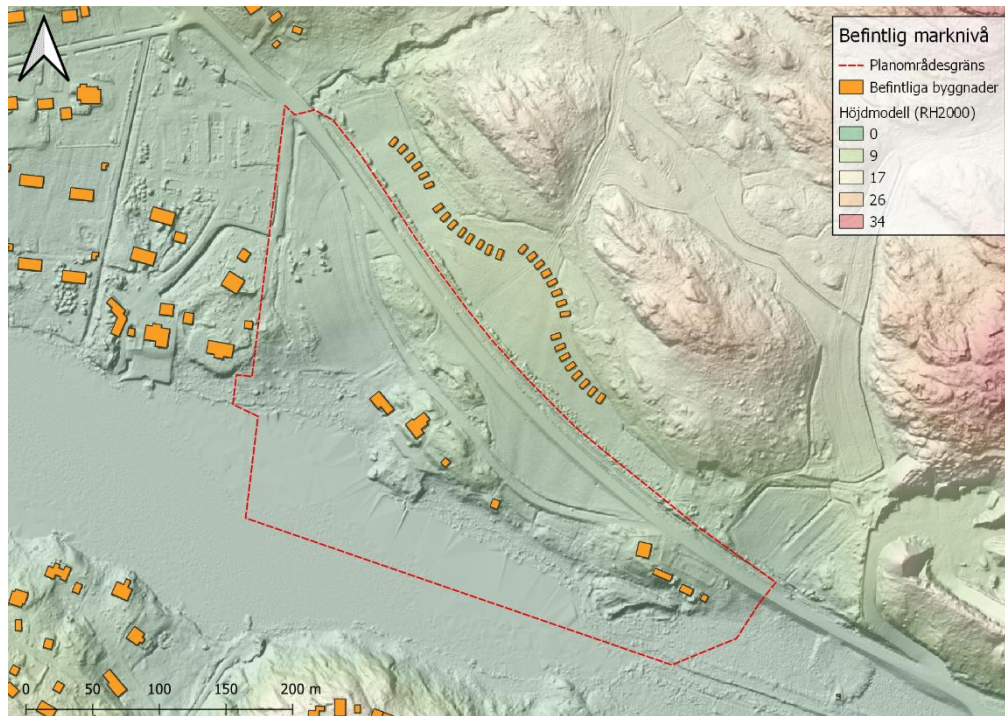 Befintlig marknivå
Planområdesgräns
Befintliga byggnader
Höjdmodell (RH2000)
0
9
17
26
34
0 50 100 150 200 m